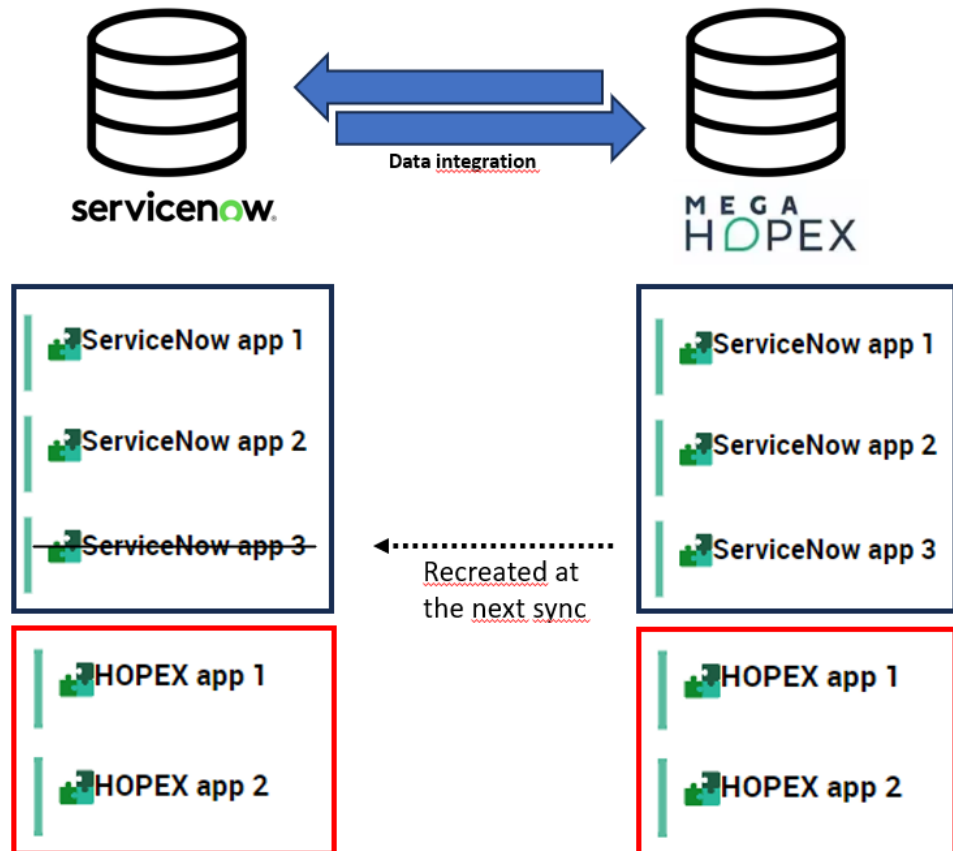 Data integration
servicenow.
MEGA
HOPEX
ServiceNow app 1
ServiceNow app 2
ServiceNow app 3
ServiceNow app 1
ServiceNow app 2
ServiceNow app 3
Recreated at
the next sync
HOPEX app 1
HOPEX app 2
HOPEX app 1
HOPEX app 2